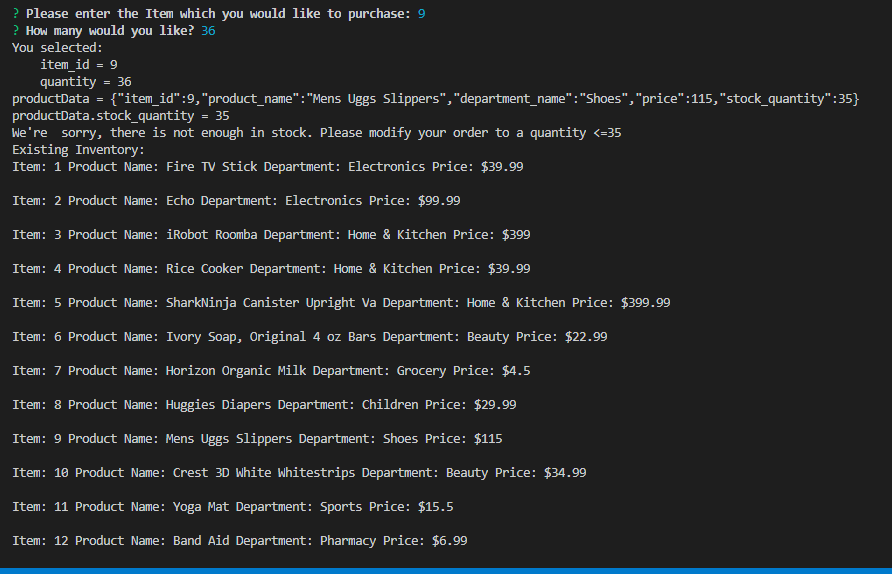 ? Please enter the Item which you would like to purchase: 9
? How many would you like? 36
You selected:
    item_id = 9
    quantity = 36
productData = {"item_id":9,"product_name":"Mens Uggs Slippers","department_name":"Shoes","price":115,"stock_quantity":35}
productData.stock_quantity = 35
We're  sorry, there is not enough in stock. Please modify your order to a quantity <=35
Existing Inventory:
Item: 1 Product Name: Fire TV Stick Department: Electronics Price: $39.99
Item: 2 Product Name: Echo Department: Electronics Price: $99.99
Item: 3 Product Name: iRobot Roomba Department: Home & Kitchen Price: $399
Item: 4 Product Name: Rice Cooker Department: Home & Kitchen Price: $39.99
Item: 5 Product Name: SharkNinja Canister Upright Va Department: Home & Kitchen Price: $399.99
Item: 6 Product Name: Ivory Soap, Original 4 oz Bars Department: Beauty Price: $22.99
Item: 7 Product Name: Horizon Organic Milk Department: Grocery Price: $4.5
Item: 8 Product Name: Huggies Diapers Department: Children Price: $29.99
Item: 9 Product Name: Mens Uggs Slippers Department: Shoes Price: $115
Item: 10 Product Name: Crest 3D White Whitestrips Department: Beauty Price: $34.99
Item: 11 Product Name: Yoga Mat Department: Sports Price: $15.5
Item: 12 Product Name: Band Aid Department: Pharmacy Price: $6.99